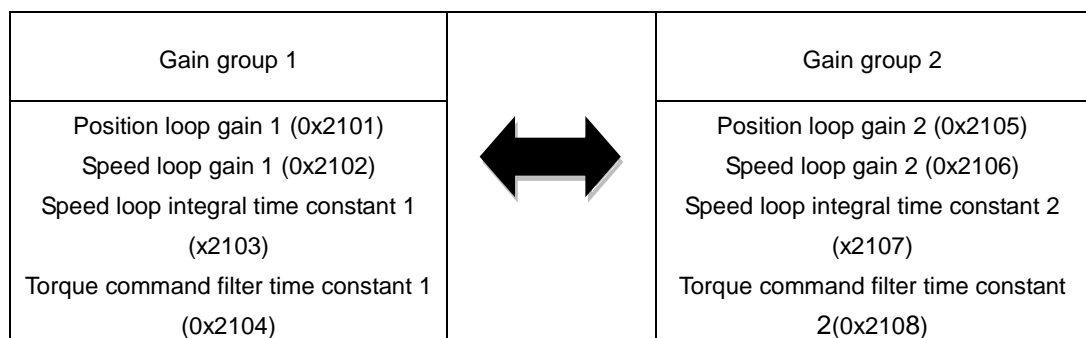 Gain group 1
Gain group 2
Position loop gain 1 (0x2101)
Speed loop gain 1 (0x2102)
Speed loop integral time constant 1
(x2103)
Torque command filter time constant 1
(0x2104)
Position loop gain 2 (0x2105)
Speed loop gain 2 (0x2106)
Speed loop integral time constant 2
(x2107)
Torque command filter time constant
2(0x2108)